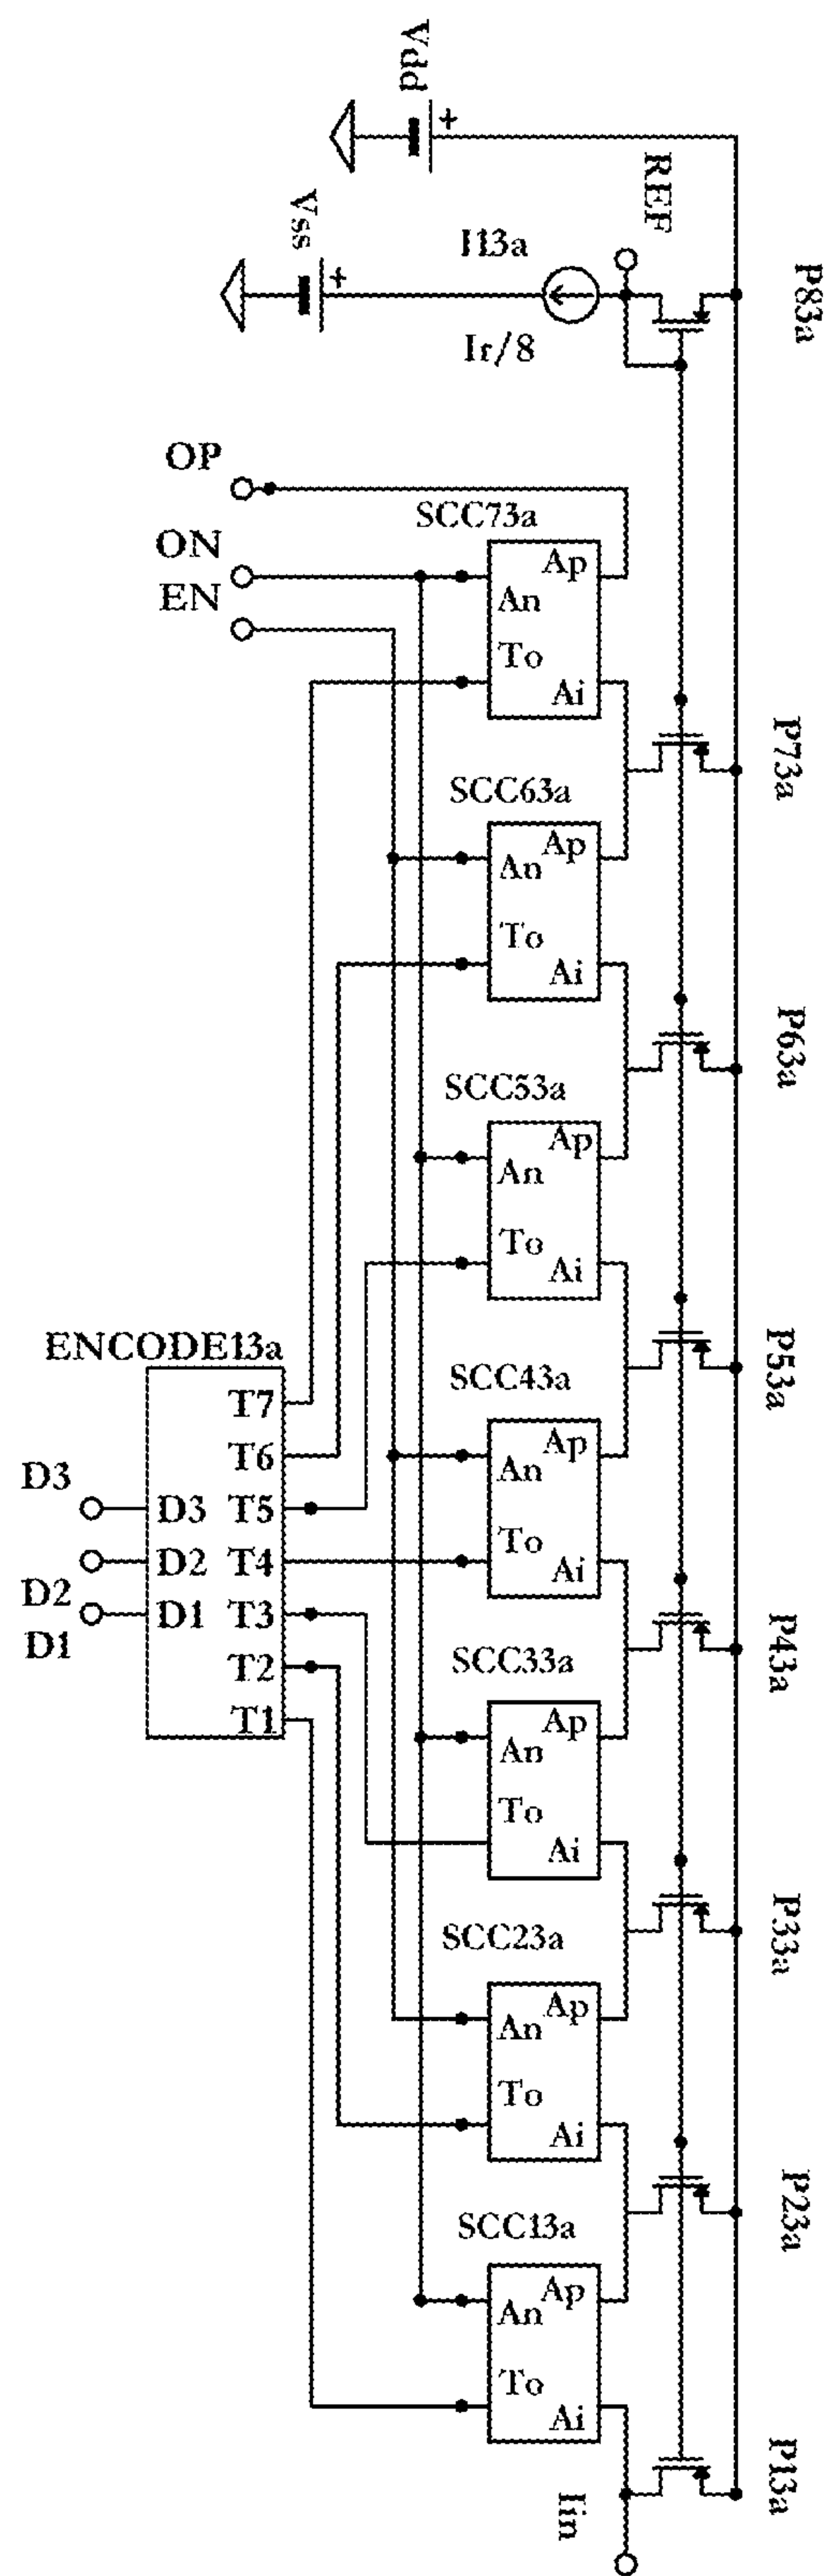 Vdd
+
Vss
+
REF
I13a
Ir/8
P83a
OP
ON
EN
SCC73a
Ap
An
To
Ai
P73a
SCC63a
Ap
An
To
Ai
P63a
SCC53a
Ap
An
To
Ai
P53a
SCC43a
Ap
An
To
Ai
P43a
ENCODE13a
T7
T6
D3
D3 T5
D2 T4
D2
D1 T3
D1
T2
T1
SCC33a
Ap
An
To
Ai
P33a
SCC23a
Ap
An
To
Ai
P23a
SCC13a
Ap
An
To
Ai
P13a
Iin